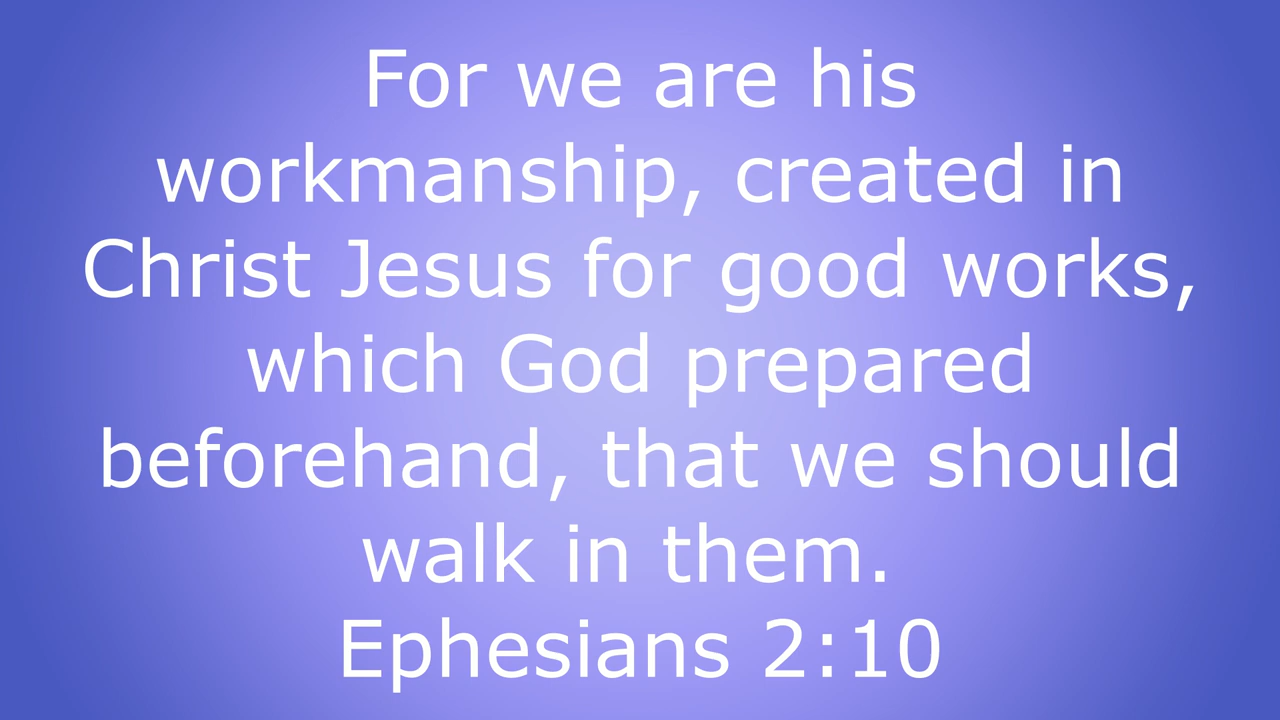 For we are his
workmanship, created in
Christ Jesus for good works,
which God prepared
beforehand, that we should
walk in them.
Ephesians 2:10